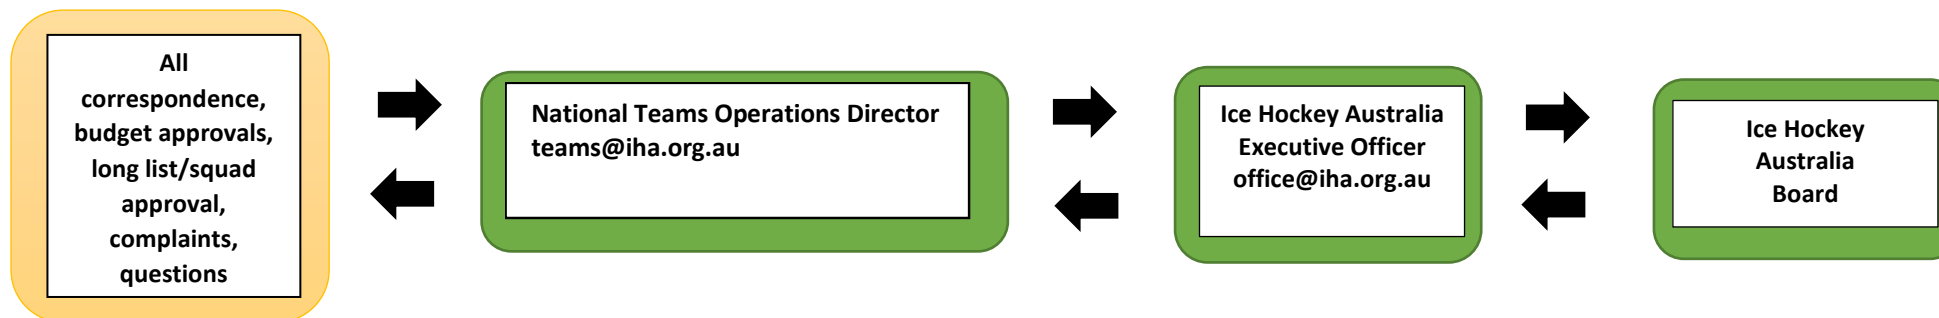 All
correspondence,
budget approvals,
long list/squad
approval,
complaints,
questions
National Teams Operations Director
teams@iha.org.au
Ice Hockey Australia
Executive Officer
office@iha.org.au
Ice Hockey
Australia
Board